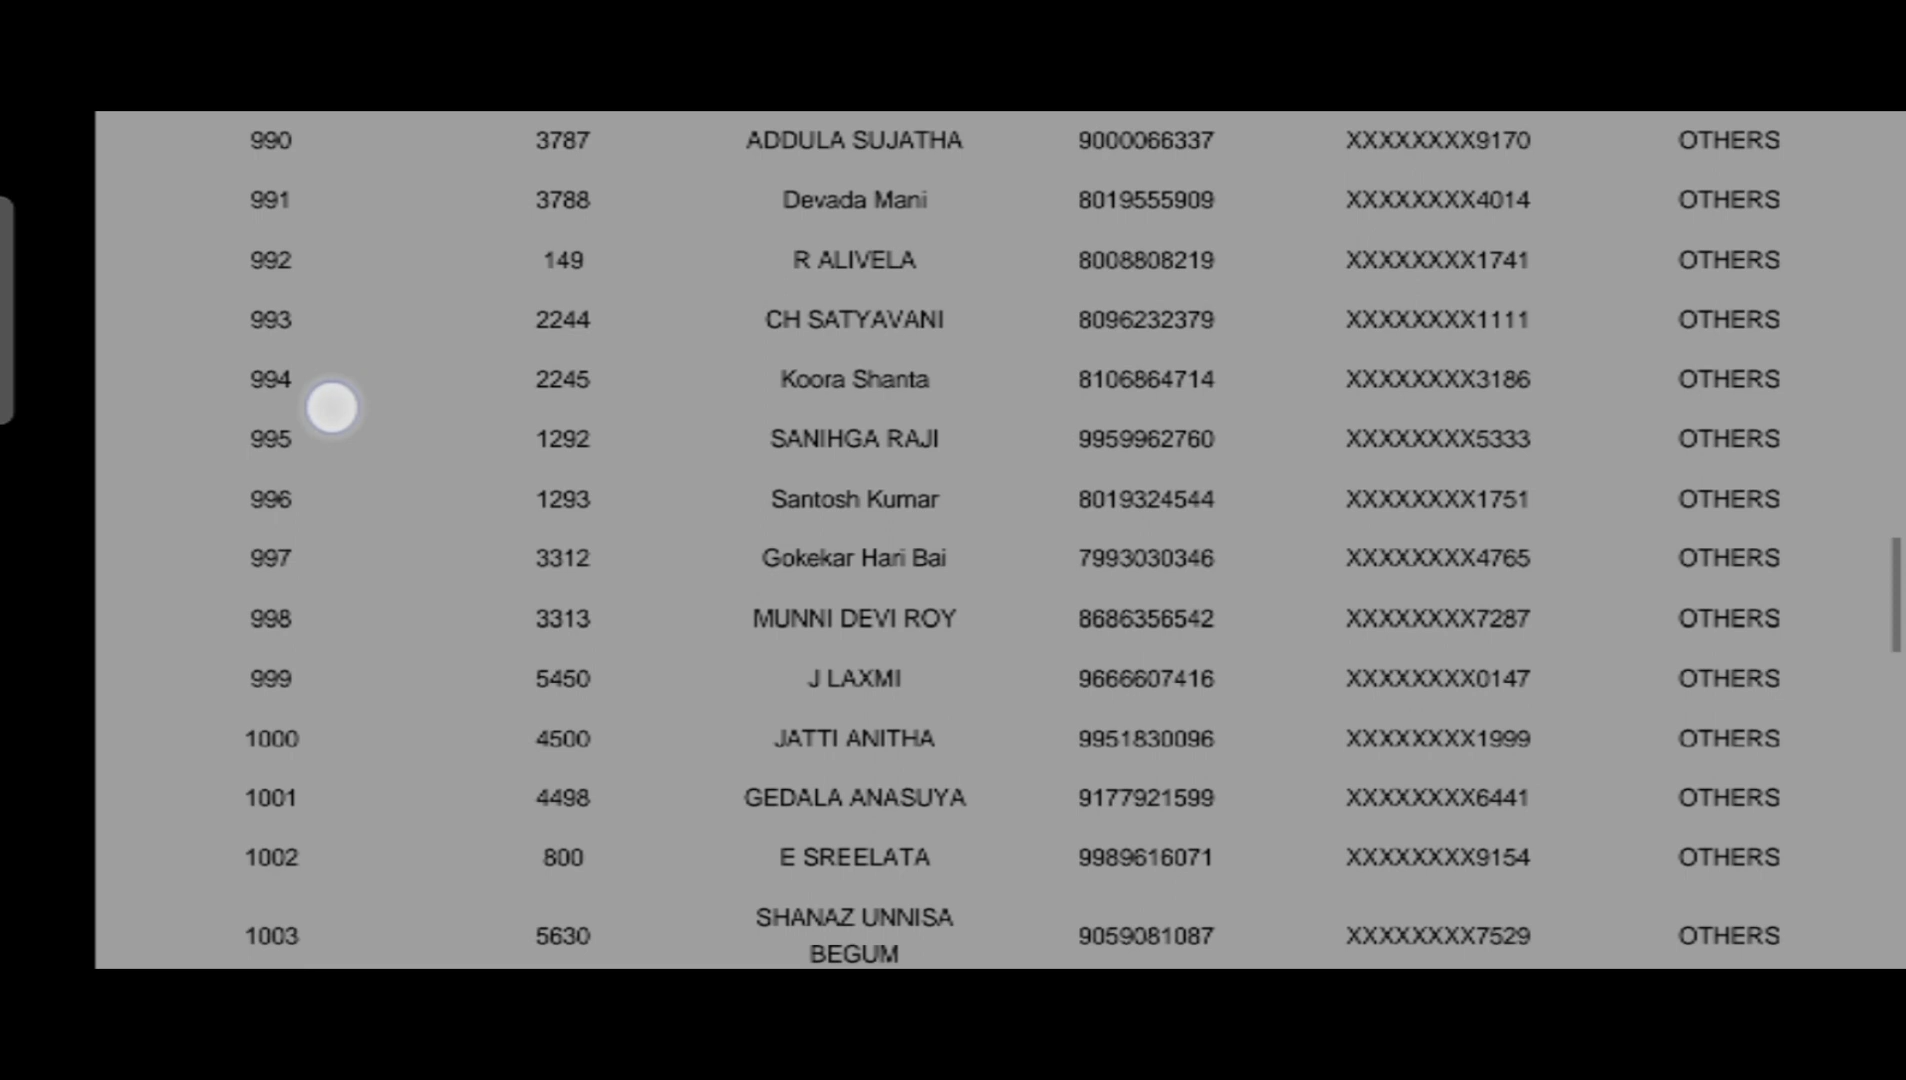 990 3787 ADDULA SUJATHA 9000066337 XXXXXXXX9170 OTHERS
991 3788 Devada Mani 8019555909 XXXXXXXX4014 OTHERS
992 149 R ALIVELA 8008808219 XXXXXXXX1741 OTHERS
993 2244 CH SATYAVANI 8096232379 XXXXXXXX1111 OTHERS
994 2245 Koora Shanta 8106864714 XXXXXXXX3186 OTHERS
995 1292 SANIHGA RAJI 9959962760 XXXXXXXX5333 OTHERS
996 1293 Santosh Kumar 8019324544 XXXXXXXX1751 OTHERS
997 3312 Gokekar Hari Bai 7993030346 XXXXXXXX4765 OTHERS
998 3313 MUNNI DEVI ROY 8686356542 XXXXXXXX7287 OTHERS
999 5450 J LAXMI 9666607416 XXXXXXXX0147 OTHERS
1000 4500 JATTI ANITHA 9951830096 XXXXXXXX1999 OTHERS
1001 4498 GEDALA ANASUYA 9177921599 XXXXXXXX6441 OTHERS
1002 800 E SREELATA 9989616071 XXXXXXXX9154 OTHERS
1003 5630 SHANAZ UNNISA 9059081087 XXXXXXXX7529 OTHERS
BEGUM